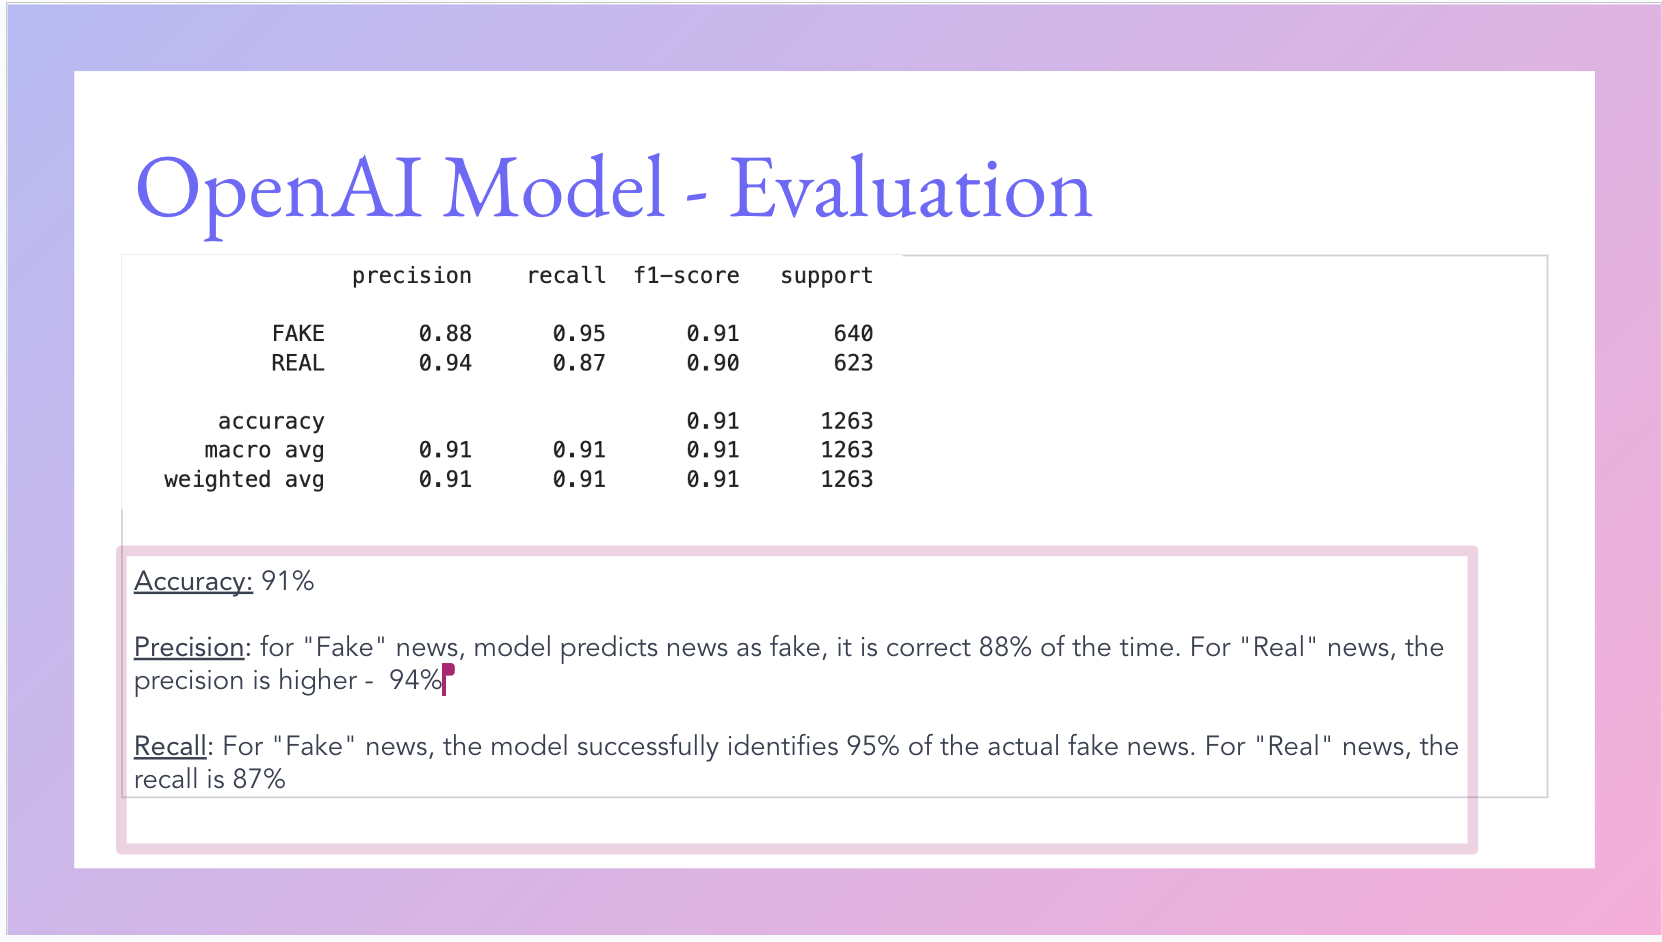 OpenAI Model - Evaluation
precision recall f1-score support
FAKE 0.88 0.95 0.91 640
REAL 0.94 0.87 0.90 623
accuracy 0.91 1263
macro avg 0.91 0.91 0.91 1263
weighted avg 0.91 0.91 0.91 1263
Accuracy: 91%
Precision: for "Fake" news, model predicts news as fake, it is correct 88% of the time. For "Real" news, the
precision is higher - 94%
Recall: For "Fake" news, the model successfully identifies 95% of the actual fake news. For "Real" news, the
recall is 87%